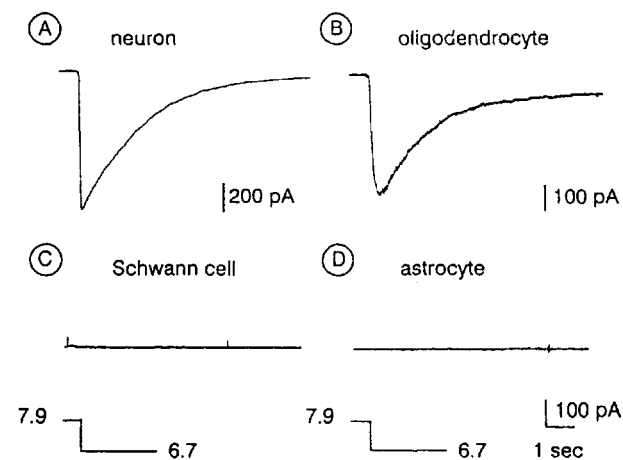 A neuron
B oligodendrocyte
200 pA
100 pA
C Schwann cell
D astrocyte
7.9
6.7
7.9
6.7
100 pA
1 sec